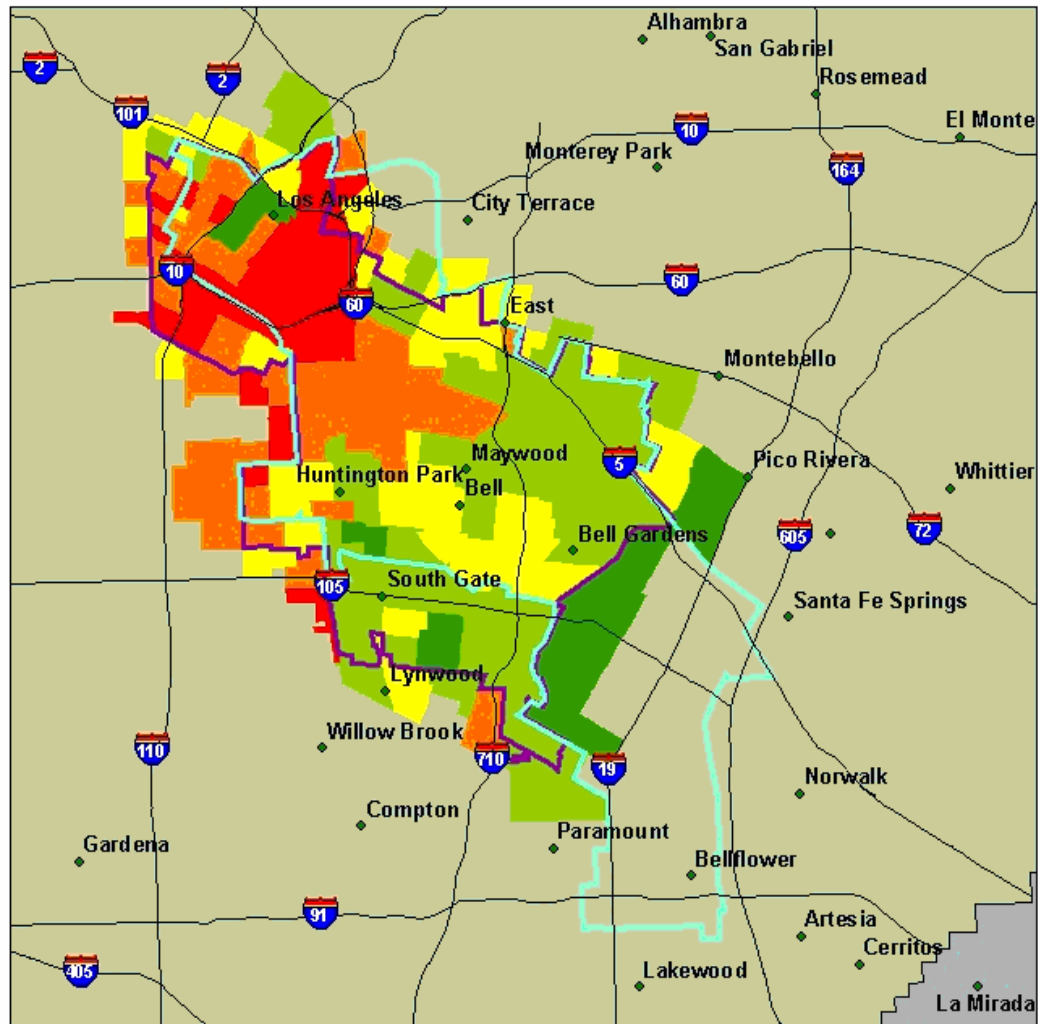 Alhambra
San Gabriel
2
2
Rosemead
101
10
El Monte
Monterey Park
164
Los Angeles
City Terrace
10
60
60
East
Montebello
Maywood
5
Pico Rivera
Huntington Park
Whittier
Bell
605
72
Bell Gardens
105
South Gate
Santa Fe Springs
Lynwood
Willow Brook
110
710
19
Norwalk
Compton
Paramount
Gardena
Bellflower
91
Artesia
Cerritos
405
Lakewood
La Mirada